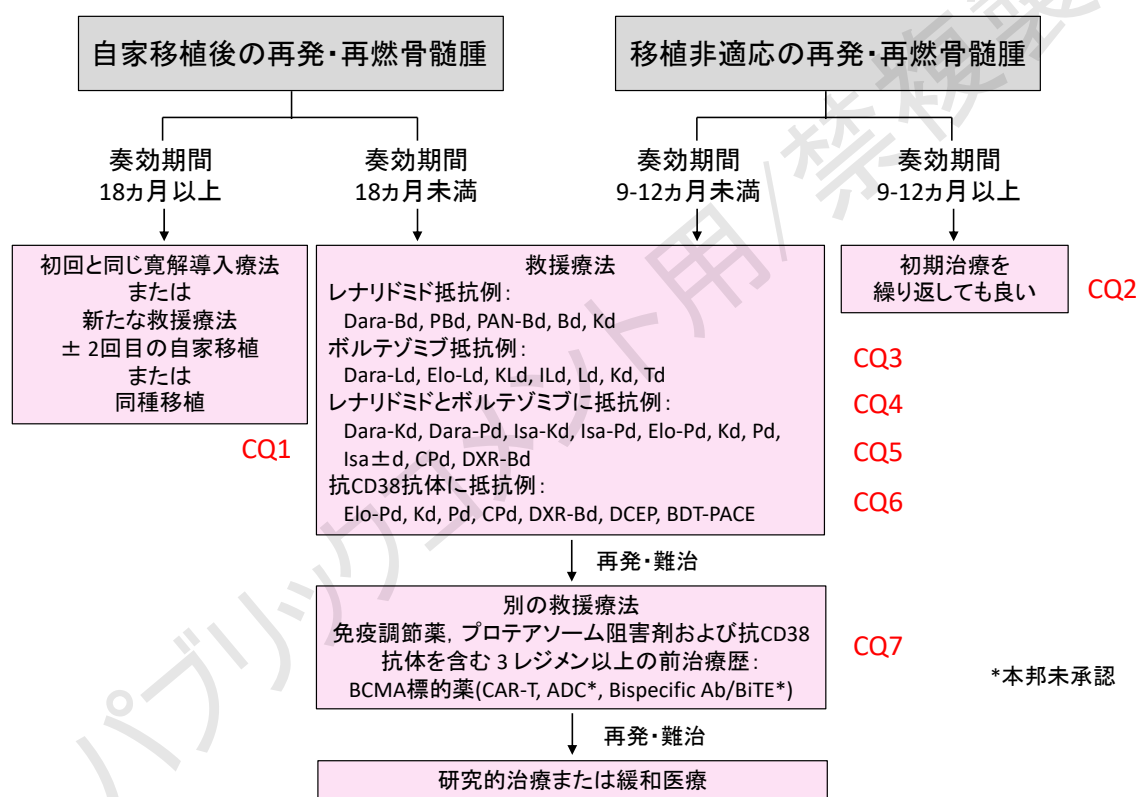 自家移植後の再発・再燃骨髄腫
移植非適応の再発・再燃骨髄腫
奏効期間
18ヵ月以上
奏効期間
18ヵ月未満
奏効期間
9-12ヵ月未満
奏効期間
9-12ヵ月以上
初回と同じ寛解導入療法
または
新たな救援療法
± 2回目の自家移植
または
同種移植
CQ1
救援療法
レナリドミド抵抗例：
Dara-Bd, PBd, PAN-Bd, Bd, Kd
ボルテゾミブ抵抗例：
Dara-Ld, Elo-Ld, KLd, ILd, Ld, Kd, Td
レナリドミドとボルテゾミブに抵抗例：
Dara-Kd, Dara-Pd, Isa-Kd, Isa-Pd, Elo-Pd, Kd, Pd,
Isa±d, CPd, DXR-Bd
抗CD38抗体に抵抗例：
Elo-Pd, Kd, Pd, CPd, DXR-Bd, DCEP, BDT-PACE
初期治療を
繰り返しても良い
CQ2
CQ3
CQ4
CQ5
CQ6
再発・難治
別の救援療法
免疫調節薬，プロテアソーム阻害剤および抗CD38
抗体を含む 3 レジメン以上の前治療歴：
BCMA標的薬(CAR-T, ADC*, Bispecific Ab/BiTE*)
CQ7
*本邦未承認
再発・難治
研究的治療または緩和医療
パブリックコメント用/禁複製